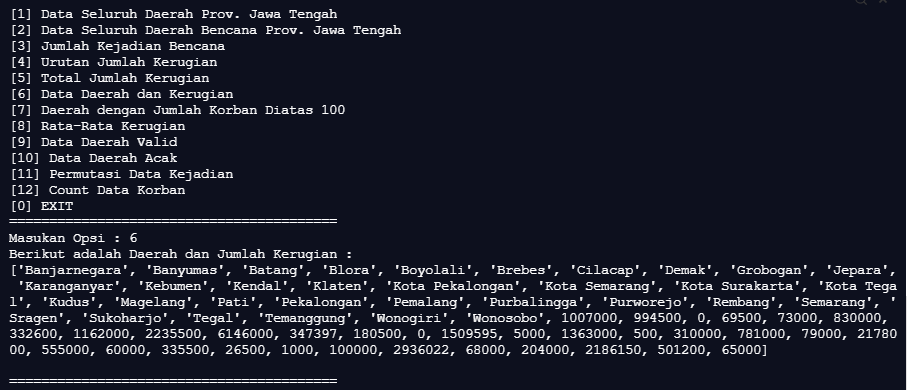 [1] Data Seluruh Daerah Prov. Jawa Tengah
[2] Data Seluruh Daerah Bencana Prov. Jawa Tengah
[3] Jumlah Kejadian Bencana
[4] Urutan Jumlah Kerugian
[5] Total Jumlah Kerugian
[6] Data Daerah dan Kerugian
[7] Daerah dengan Jumlah Korban Diatas 100
[8] Rata-Rata Kerugian
[9] Data Daerah Valid
[10] Data Daerah Acak
[11] Permutasi Data Kejadian
[12] Count Data Korban
[0] EXIT
=========================================
Masukan Opsi : 6
Berikut adalah Daerah dan Jumlah Kerugian :
['Banjarnegara', 'Banyumas', 'Batang', 'Blora', 'Boyolali', 'Brebes', 'Cilacap', 'Demak', 'Grobogan', 'Jepara',
 'Karanganyar', 'Kebumen', 'Kendal', 'Klaten', 'Kota Pekalongan', 'Kota Semarang', 'Kota Surakarta', 'Kota Tega
l', 'Kudus', 'Magelang', 'Pati', 'Pekalongan', 'Pemalang', 'Purbalingga', 'Purworejo', 'Rembang', 'Semarang', '
Sragen', 'Sukoharjo', 'Tegal', 'Temanggung', 'Wonogiri', 'Wonosobo', 1007000, 994500, 0, 69500, 73000, 830000,
332600, 1162000, 2235500, 6146000, 347397, 180500, 0, 1509595, 5000, 1363000, 500, 310000, 781000, 79000, 21780
00, 555000, 60000, 335500, 26500, 1000, 100000, 2936022, 68000, 204000, 2186150, 501200, 65000]
=========================================